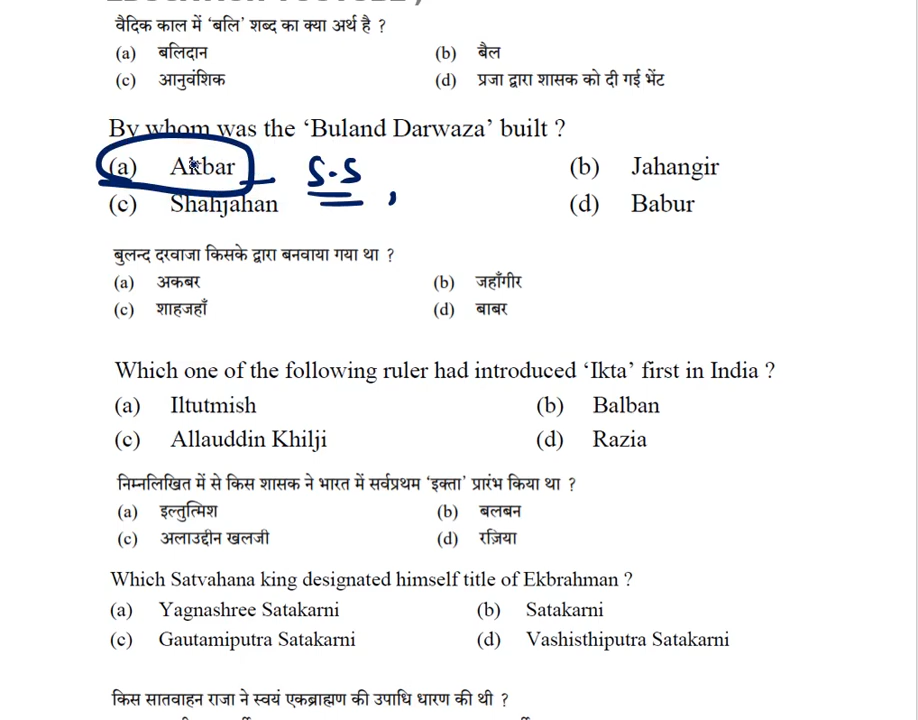 वैदिक काल में ‘बलि’ शब्द का क्या अर्थ है ?
(a) बलिदान (b) बैल
(c) आनुवंशिक (d) प्रजा द्वारा शासक को दी गई भेंट
By whom was the ‘Buland Darwaza’ built ?
(a) Akbar S.S , (b) Jahangir
(c) Shahjahan (d) Babur
बुलन्द दरवाजा किसके द्वारा बनवाया गया था ?
(a) अकबर (b) जहाँगीर
(c) शाहजहाँ (d) बाबर
Which one of the following ruler had introduced ‘Ikta’ first in India ?
(a) Iltutmish (b) Balban
(c) Allauddin Khilji (d) Razia
निम्नलिखित में से किस शासक ने भारत में सर्वप्रथम ‘इक्ता’ प्रारंभ किया था ?
(a) इल्तुत्मिश (b) बलबन
(c) अलाउद्दीन खलजी (d) रज़िया
Which Satvahana king designated himself title of Ekbrahman ?
(a) Yagnashree Satakarni (b) Satakarni
(c) Gautamiputra Satakarni (d) Vashisthiputra Satakarni
किस सातवाहन राजा ने स्वयं एकब्राह्मण की उपाधि धारण की थी ?